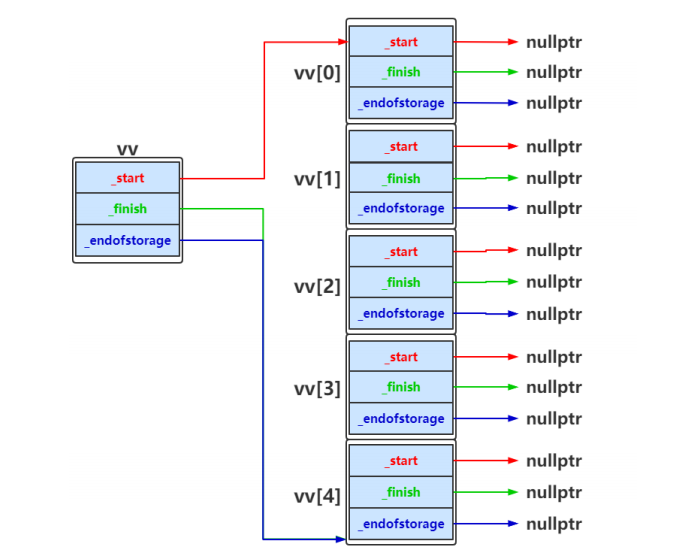 vv
_start
_finish
_endofstorage
vv[0]
_start
nullptr
_finish
nullptr
_endofstorage
nullptr
vv[1]
_start
nullptr
_finish
nullptr
_endofstorage
nullptr
vv[2]
_start
nullptr
_finish
nullptr
_endofstorage
nullptr
vv[3]
_start
nullptr
_finish
nullptr
_endofstorage
nullptr
vv[4]
_start
nullptr
_finish
nullptr
_endofstorage
nullptr